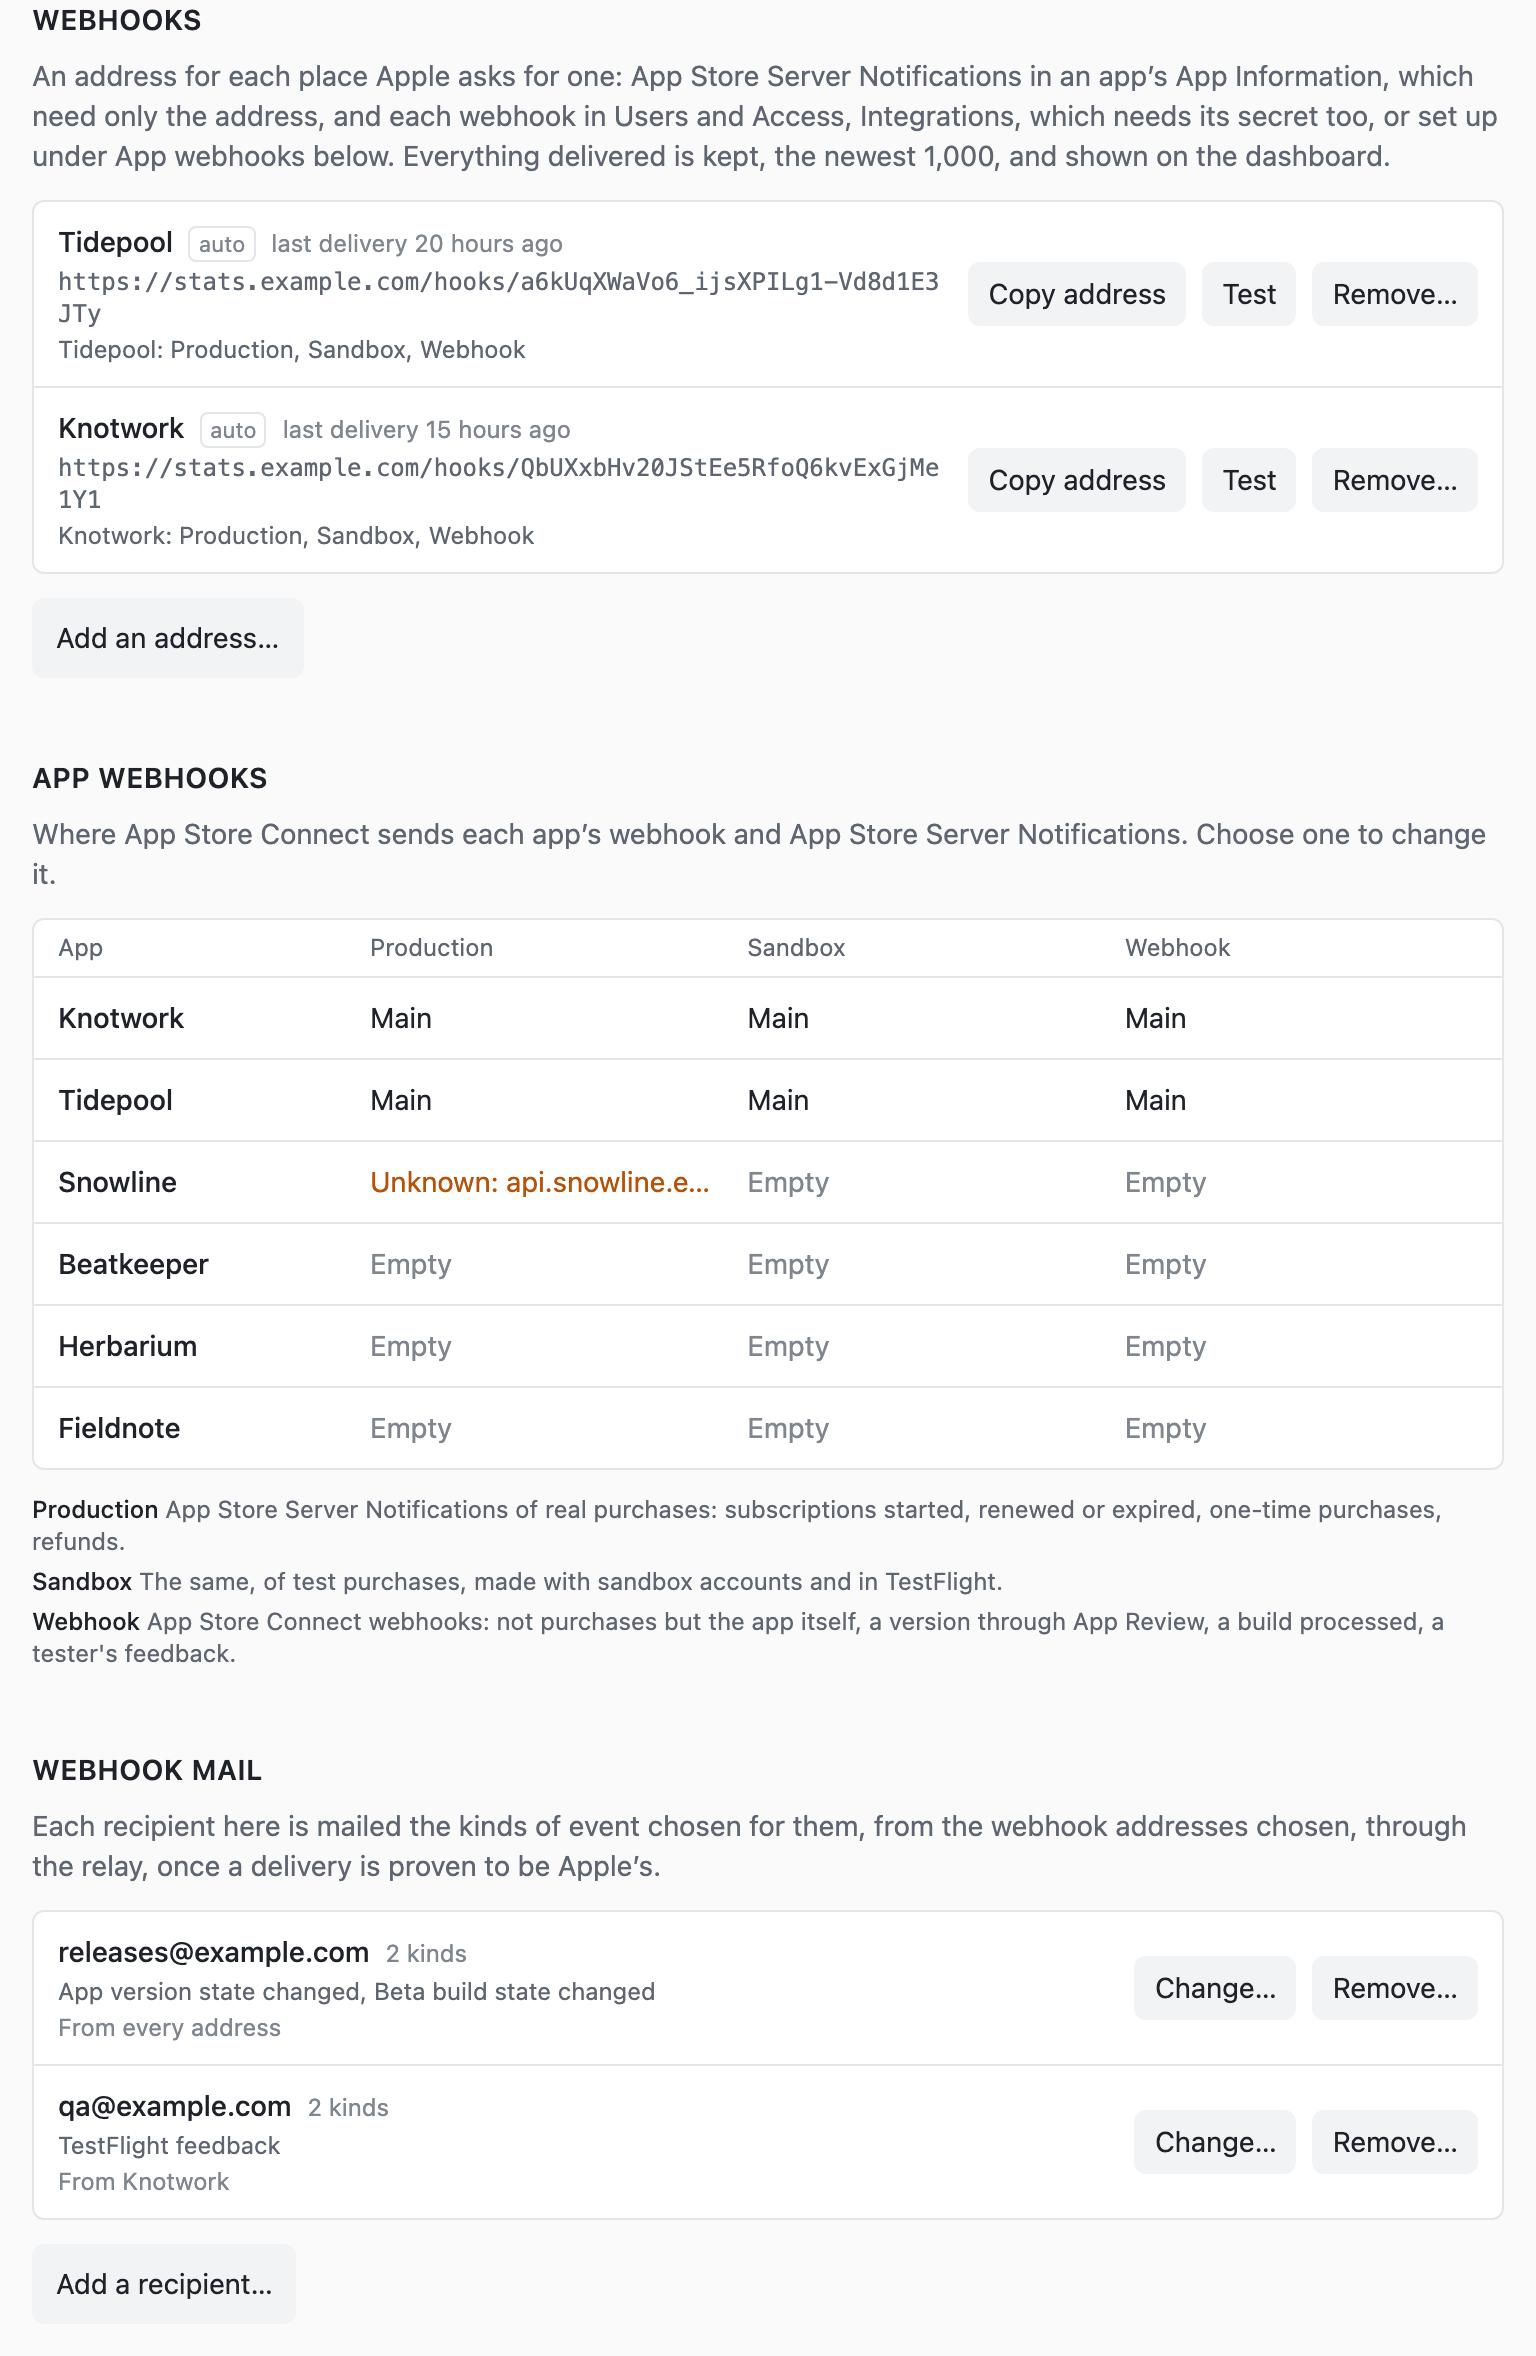 WEBHOOKS
An address for each place Apple asks for one: App Store Server Notifications in an app’s App Information, which
need only the address, and each webhook in Users and Access, Integrations, which needs its secret too, or set up
under App webhooks below. Everything delivered is kept, the newest 1,000, and shown on the dashboard.
Tidepool auto last delivery 20 hours ago
https://stats.example.com/hooks/a6kUqXWaVo6_ijsXPILg1-Vd8d1E3
JTy
Tidepool: Production, Sandbox, Webhook
Copy address Test Remove…
Knotwork auto last delivery 15 hours ago
https://stats.example.com/hooks/QbUXxbHv20JStEe5RfoQ6kvExGjMe
1Y1
Knotwork: Production, Sandbox, Webhook
Copy address Test Remove…
Add an address…
APP WEBHOOKS
Where App Store Connect sends each app’s webhook and App Store Server Notifications. Choose one to change
it.
App Production Sandbox Webhook
Knotwork Main Main Main
Tidepool Main Main Main
Snowline Unknown: api.snowline.e… Empty Empty
Beatkeeper Empty Empty Empty
Herbarium Empty Empty Empty
Fieldnote Empty Empty Empty
Production App Store Server Notifications of real purchases: subscriptions started, renewed or expired, one-time purchases,
refunds.
Sandbox The same, of test purchases, made with sandbox accounts and in TestFlight.
Webhook App Store Connect webhooks: not purchases but the app itself, a version through App Review, a build processed, a
tester's feedback.
WEBHOOK MAIL
Each recipient here is mailed the kinds of event chosen for them, from the webhook addresses chosen, through
the relay, once a delivery is proven to be Apple’s.
releases@example.com 2 kinds
App version state changed, Beta build state changed
From every address
Change… Remove…
qa@example.com 2 kinds
TestFlight feedback
From Knotwork
Change… Remove…
Add a recipient…